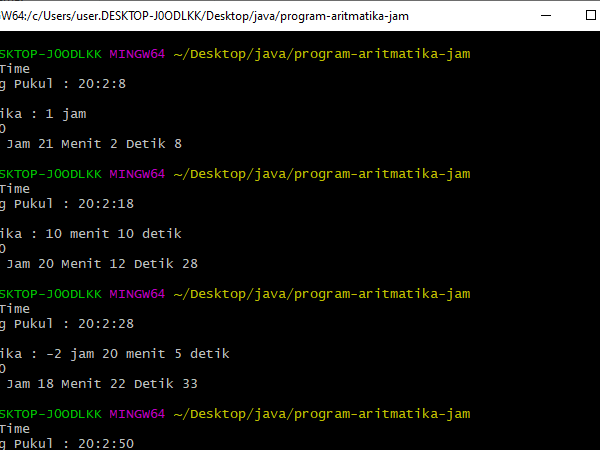 W64:/c/Users/user.DESKTOP-J0ODLKK/Desktop/java/program-aritmatika-jam
SKTOP-J0ODLKK MINGW64 ~/Desktop/java/program-aritmatika-jam
Time
g Pukul : 20:2:8
ika : 1 jam
0
Jam 21 Menit 2 Detik 8
SKTOP-J0ODLKK MINGW64 ~/Desktop/java/program-aritmatika-jam
Time
g Pukul : 20:2:18
ika : 10 menit 10 detik
0
Jam 20 Menit 12 Detik 28
SKTOP-J0ODLKK MINGW64 ~/Desktop/java/program-aritmatika-jam
Time
g Pukul : 20:2:28
ika : -2 jam 20 menit 5 detik
0
Jam 18 Menit 22 Detik 33
SKTOP-J0ODLKK MINGW64 ~/Desktop/java/program-aritmatika-jam
Time
g Pukul : 20:2:50